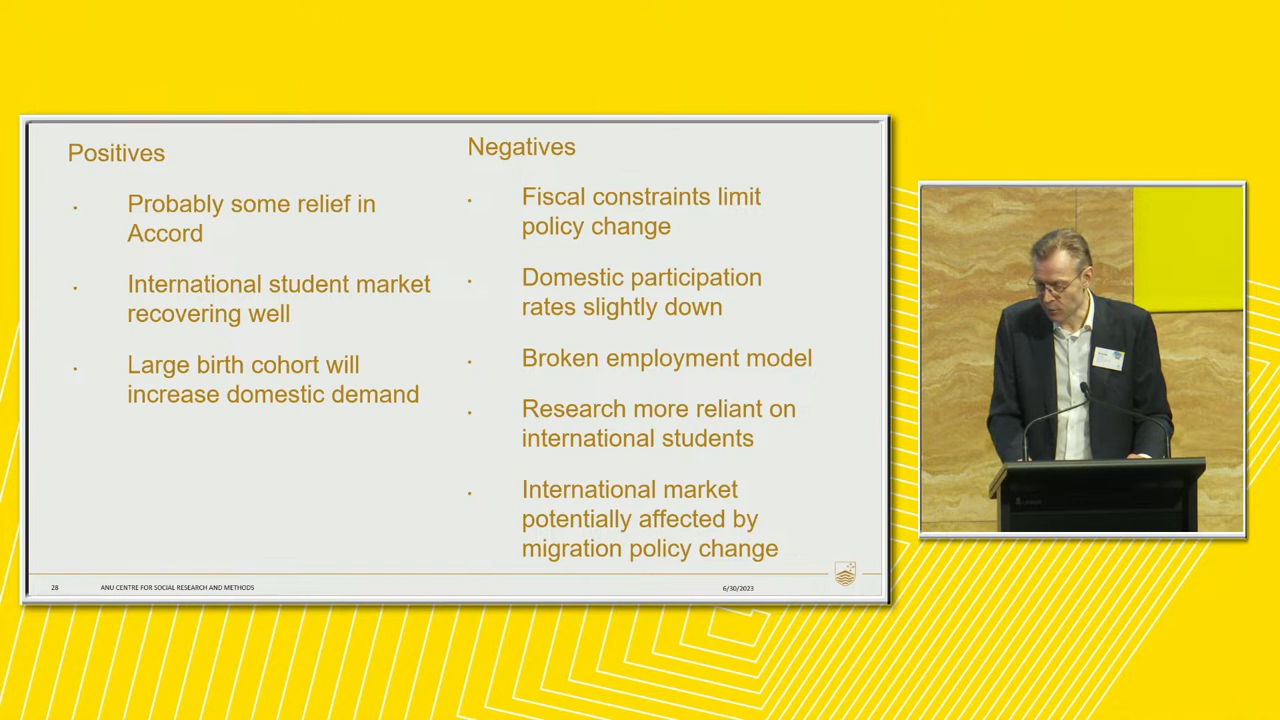 Positives
Probably some relief in
Accord
International student market
recovering well
Large birth cohort will
increase domestic demand
Negatives
Fiscal constraints limit
policy change
Domestic participation
rates slightly down
Broken employment model
Research more reliant on
international students
International market
potentially affected by
migration policy change
28
ANU CENTRE FOR SOCIAL RESEARCH AND METHODS
6/30/2023